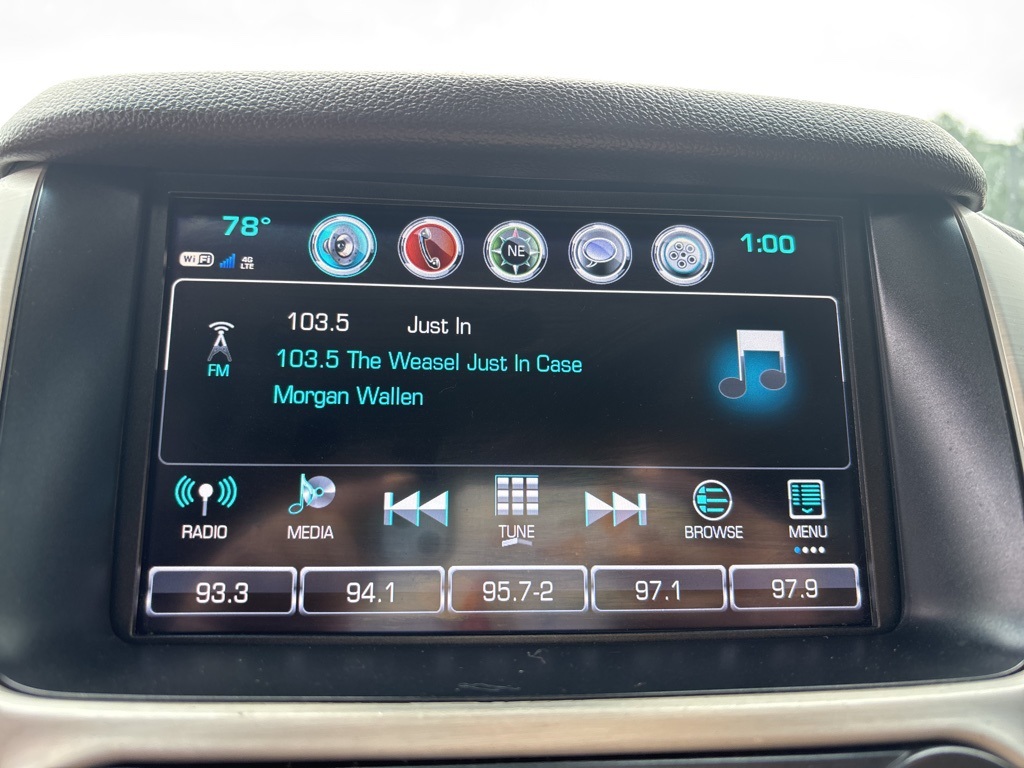 78°
WiFi 4G LTE
NE
1:00
103.5 Just In
FM
103.5 The Weasel Just In Case
Morgan Wallen
RADIO MEDIA TUNE BROWSE MENU
93.3 94.1 95.7-2 97.1 97.9